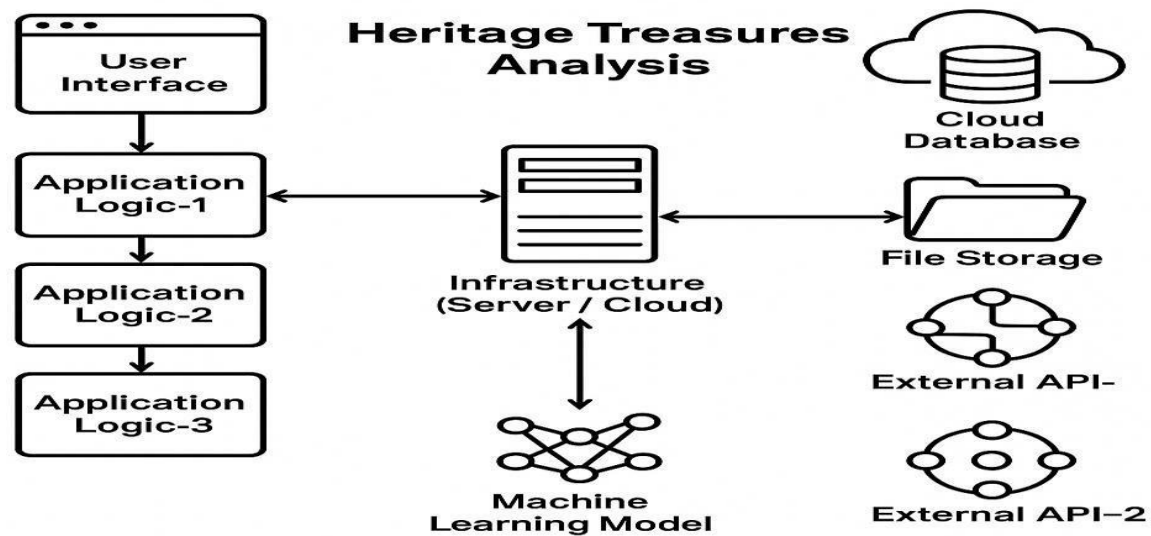 Heritage Treasures
Analysis
User
Interface
Application
Logic-1
Application
Logic-2
Application
Logic-3
Infrastructure
(Server / Cloud)
Machine
Learning Model
Cloud
Database
File Storage
External API-
External API-2